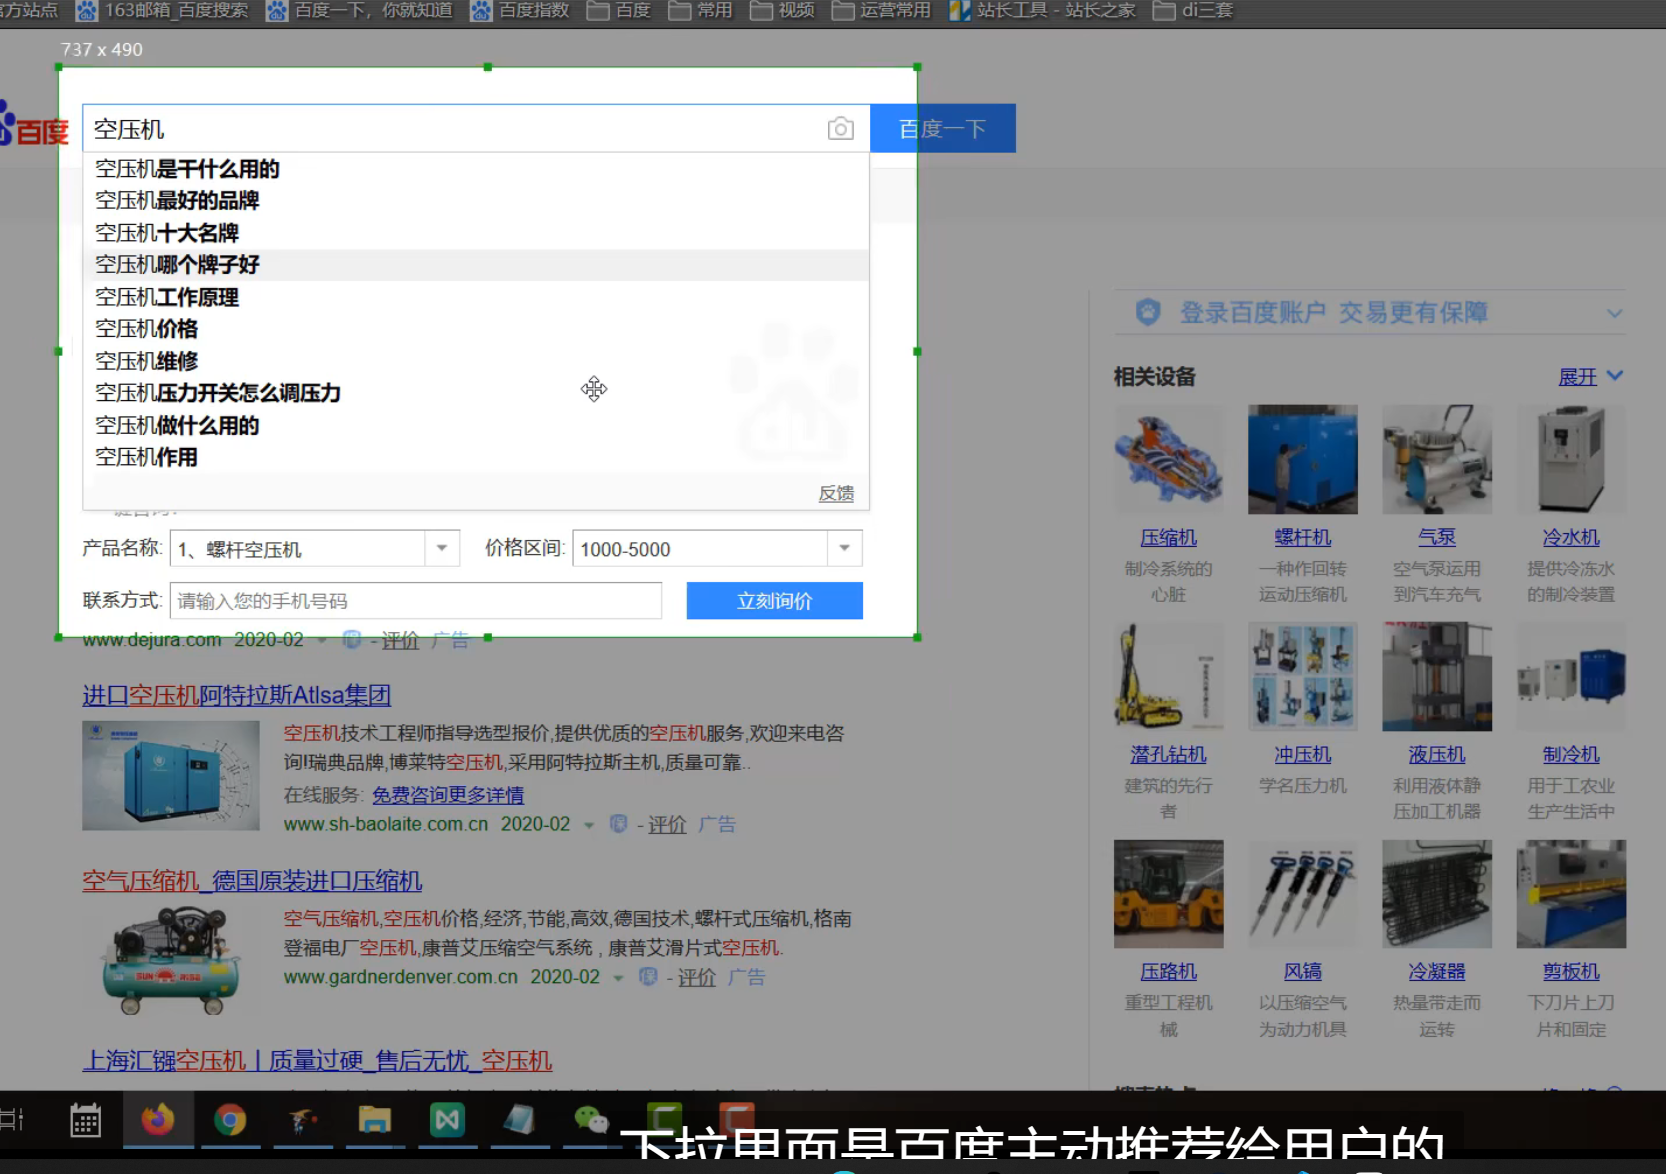 官方站点 163邮箱_百度搜索 百度一下，你就知道 百度指数 百度 常用 视频 运营常用 站长工具 - 站长之家 di三套
737 x 490
百度 空压机 百度一下
空压机是干什么用的
空压机最好的品牌
空压机十大名牌
空压机哪个牌子好
空压机工作原理
空压机价格
空压机维修
空压机压力开关怎么调压力
空压机做什么用的
空压机作用
反馈
产品名称: 1、螺杆空压机 价格区间: 1000-5000
联系方式: 请输入您的手机号码 立刻询价
www.dejura.com 2020-02 - 评价 广告
进口空压机阿特拉斯Atlsa集团
空压机技术工程师指导选型报价,提供优质的空压机服务,欢迎来电咨
询!瑞典品牌,博莱特空压机,采用阿特拉斯主机,质量可靠..
在线服务: 免费咨询更多详情
www.sh-baolaite.com.cn 2020-02 - 评价 广告
空气压缩机_德国原装进口压缩机
空气压缩机,空压机价格,经济,节能,高效,德国技术,螺杆式压缩机,格南
登福电厂空压机,康普艾压缩空气系统，康普艾滑片式空压机.
www.gardnerdenver.com.cn 2020-02 - 评价 广告
上海汇镪空压机丨质量过硬_售后无忧_空压机
登录百度账户 交易更有保障
相关设备 展开
压缩机 螺杆机 气泵 冷水机
制冷系统的 一种作回转 空气泵运用 提供冷冻水
心脏 运动压缩机 到汽车充气 的制冷装置
潜孔钻机 冲压机 液压机 制冷机
建筑的先行 学名压力机 利用液体静 用于工农业
者 压加工机器 生产生活中
压路机 风镐 冷凝器 剪板机
重型工程机 以压缩空气 热量带走而 下刀片上刀
械 为动力机具 运转 片和固定
下拉里面是百度主动推荐给用户的